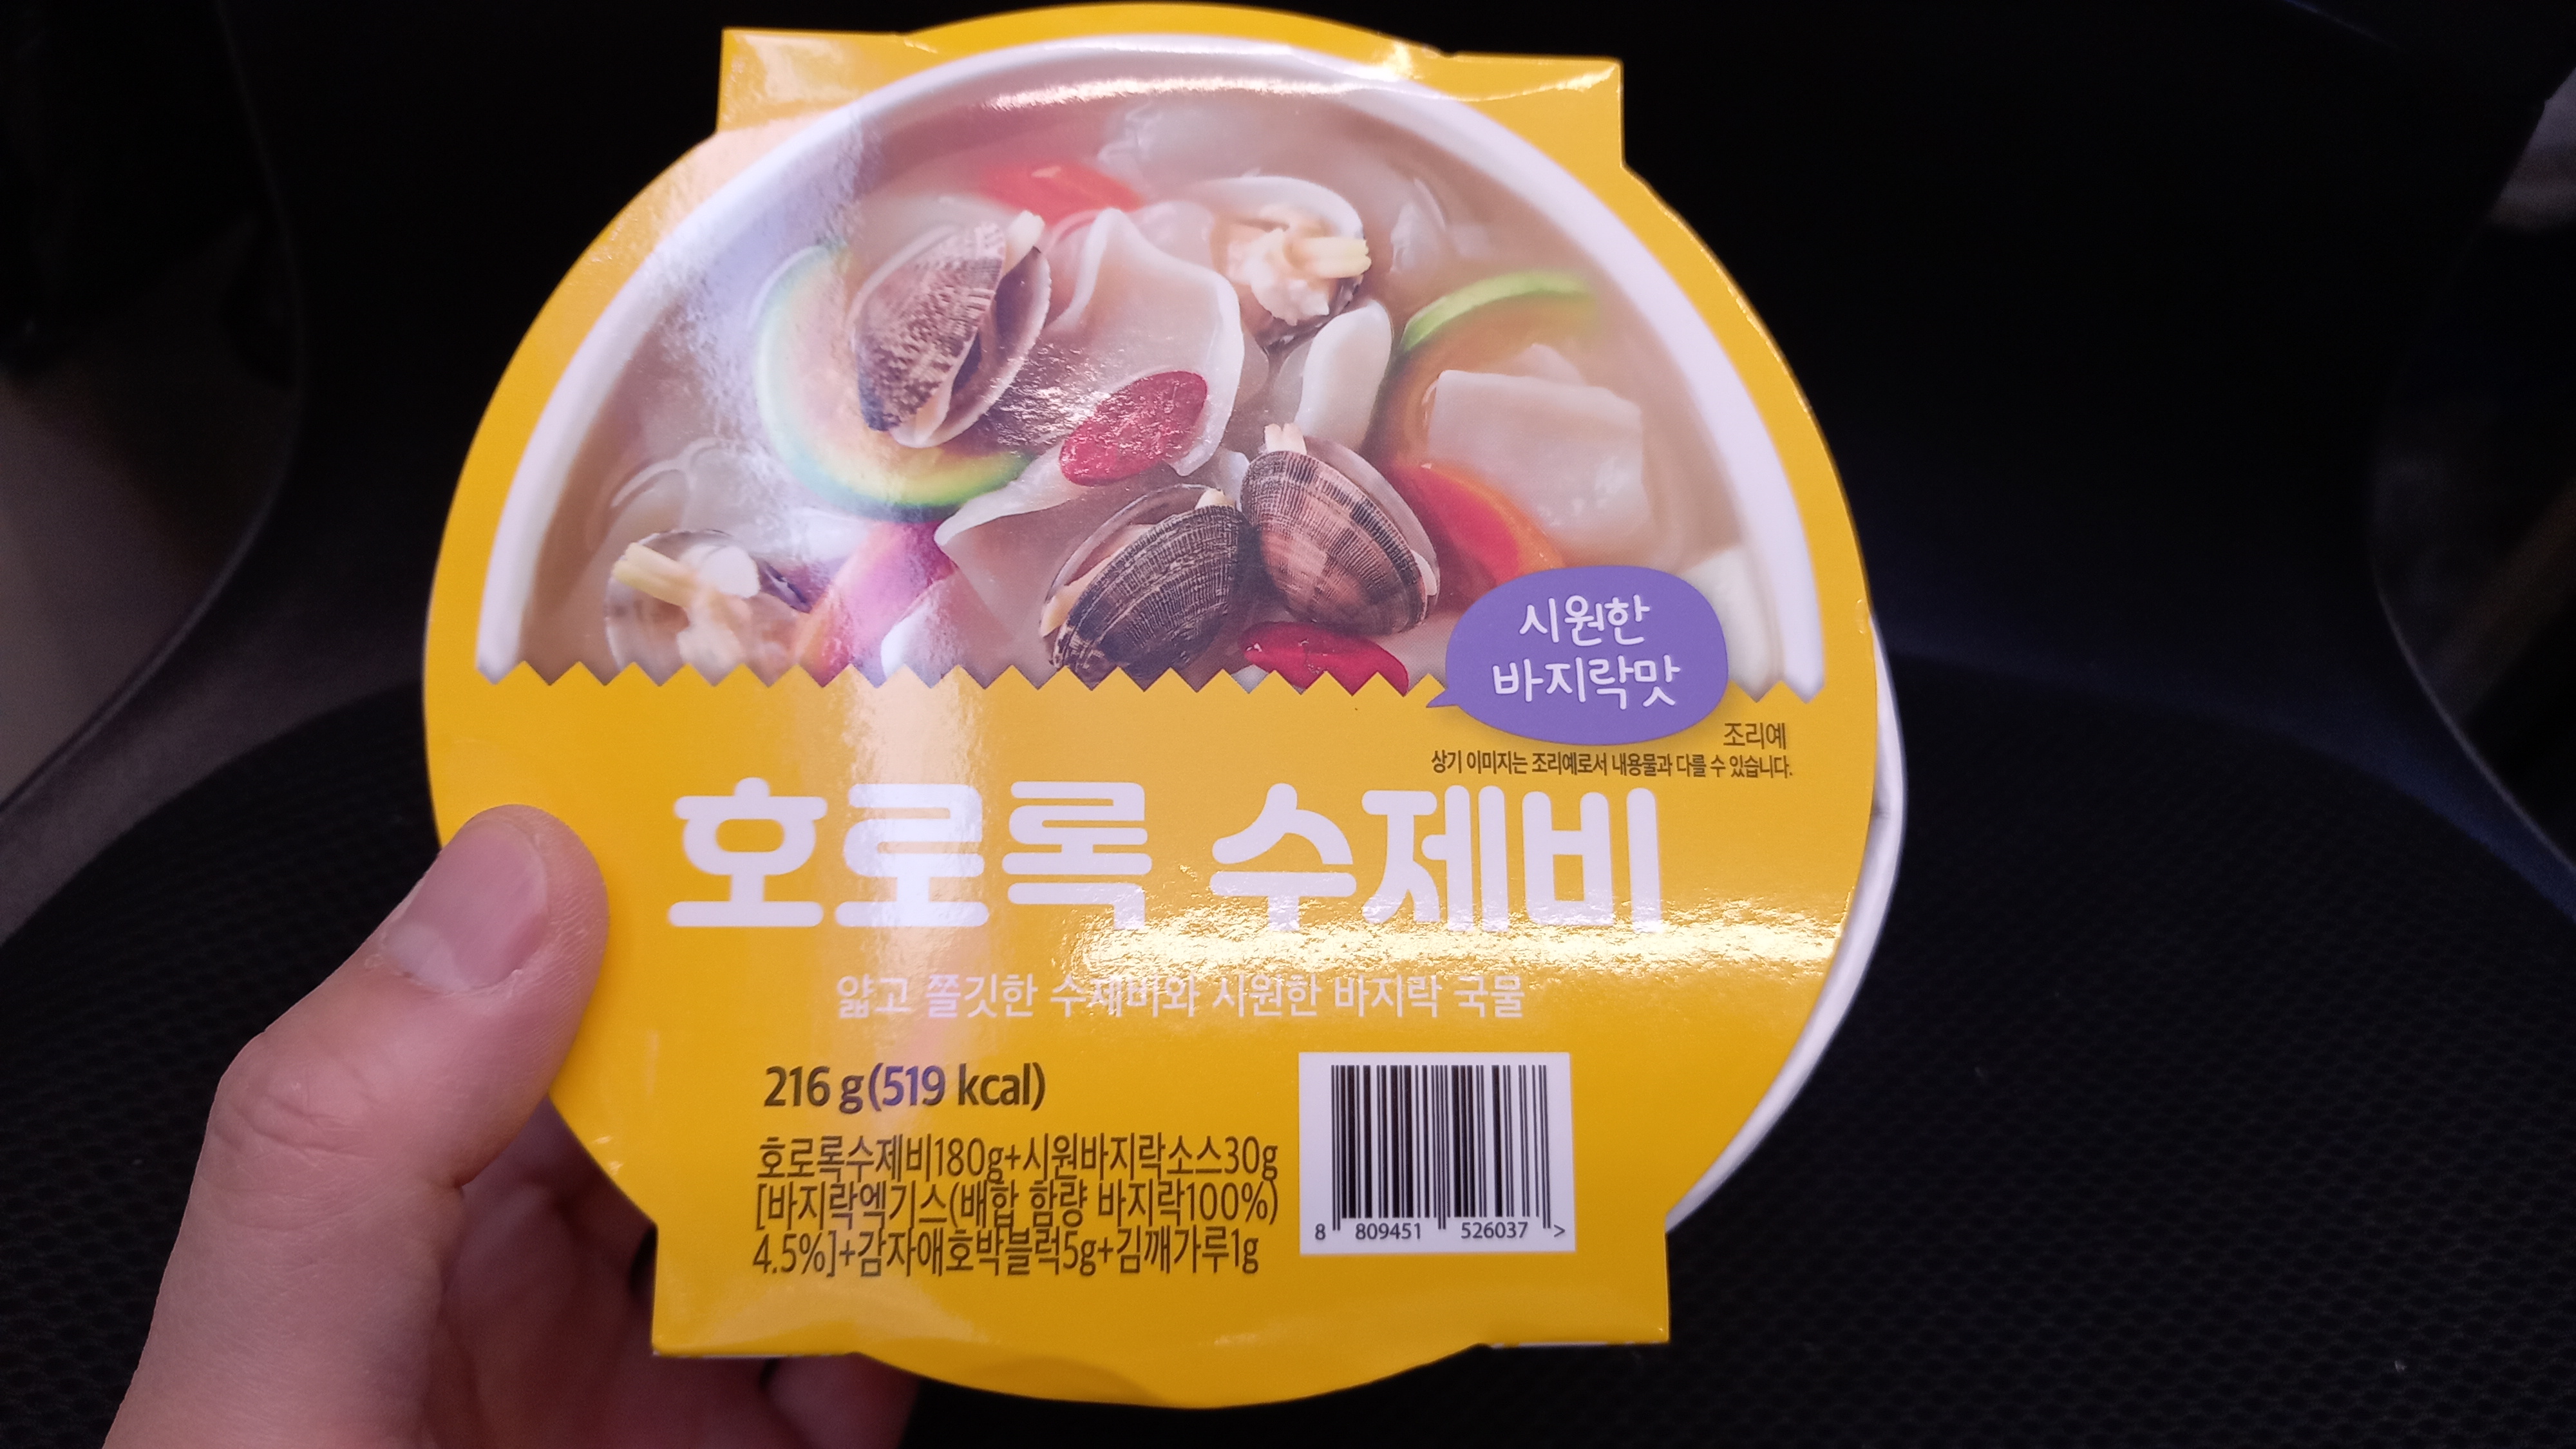 시원한
바지락맛
조리예
상기 이미지는 조리예로서 내용물과 다를 수 있습니다.
호로록 수제비
얇고 쫄깃한 수제비와 시원한 바지락 국물
216 g(519 kcal)
호로록수제비180g+시원바지락소스30g
[바지락엑기스(배합 함량 바지락100%)
4.5%]+감자애호박블럭5g+김깨가루1g
8 809451 526037 >